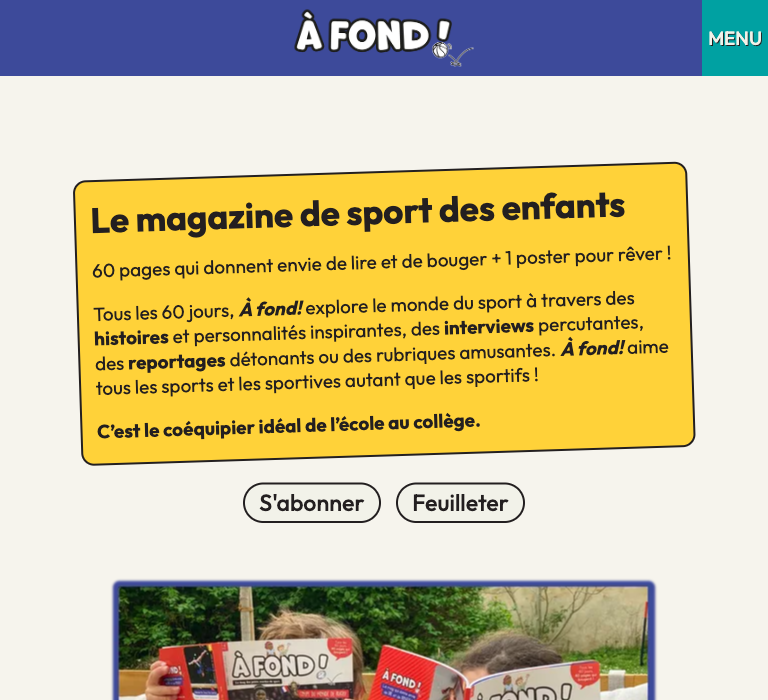 À FOND !
MENU
Le magazine de sport des enfants
60 pages qui donnent envie de lire et de bouger + 1 poster pour rêver !
Tous les 60 jours, À fond! explore le monde du sport à travers des
histoires et personnalités inspirantes, des interviews percutantes,
des reportages détonants ou des rubriques amusantes. À fond! aime
tous les sports et les sportives autant que les sportifs !
C’est le coéquipier idéal de l’école au collège.
S'abonner
Feuilleter
À FOND !
À FOND !
À FOND !